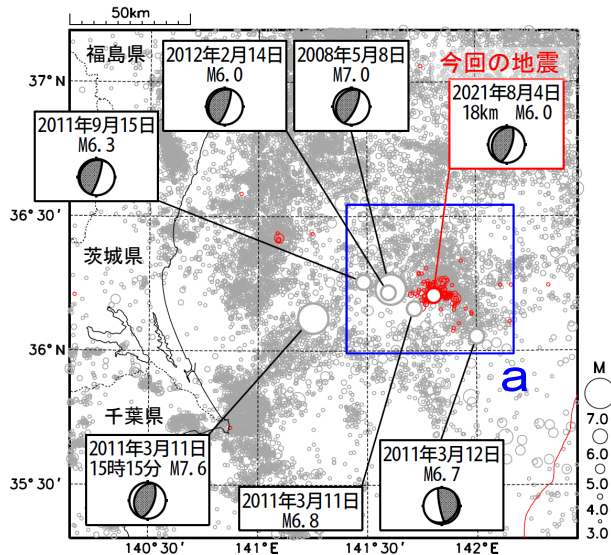 50km
福島県
2012年2月14日
M6.0
2008年5月8日
M7.0
今回の地震
2021年8月4日
18km M6.0
2011年9月15日
M6.3
37°N
36°30′
茨城県
36°N
a
千葉県
35°30′
2011年3月11日
15時15分 M7.6
2011年3月11日
M6.8
2011年3月12日
M6.7
M
7.0
6.0
5.0
4.0
3.0
140°30′
141°E
141°30′
142°E